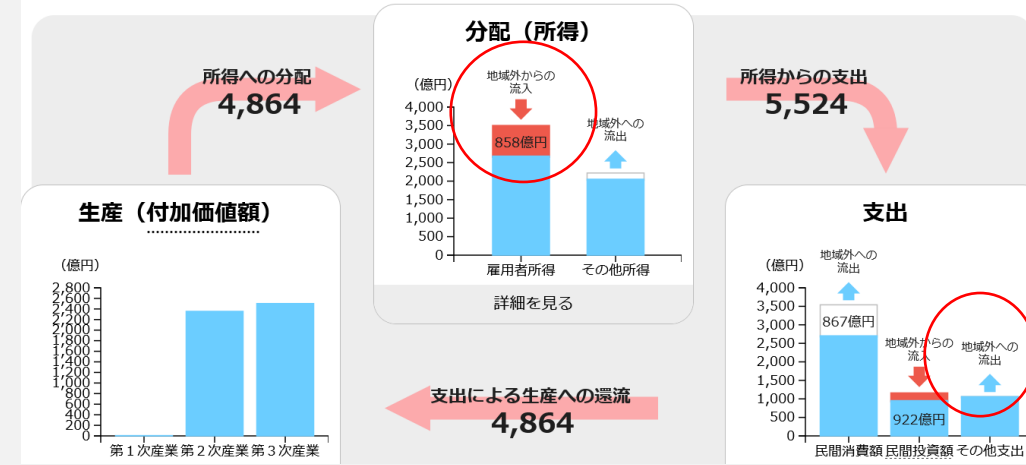 分配（所得）
（億円）
地域外からの
流入
4,000
3,500
3,000
2,500
2,000
1,500
1,000
500
0
858億円
地域外への
流出
雇用者所得
その他所得
詳細を見る
所得への分配
4,864
所得からの支出
5,524
生産（付加価値額）
（億円）
2,800
2,600
2,400
2,200
2,000
1,800
1,600
1,400
1,200
1,000
800
600
400
200
0
第１次産業
第２次産業
第３次産業
支出による生産への還流
4,864
支出
（億円）
地域外への
流出
4,000
3,500
3,000
2,500
2,000
1,500
1,000
500
0
867億円
地域外からの
流入
922億円
地域外への
流出
民間消費額
民間投資額
その他支出